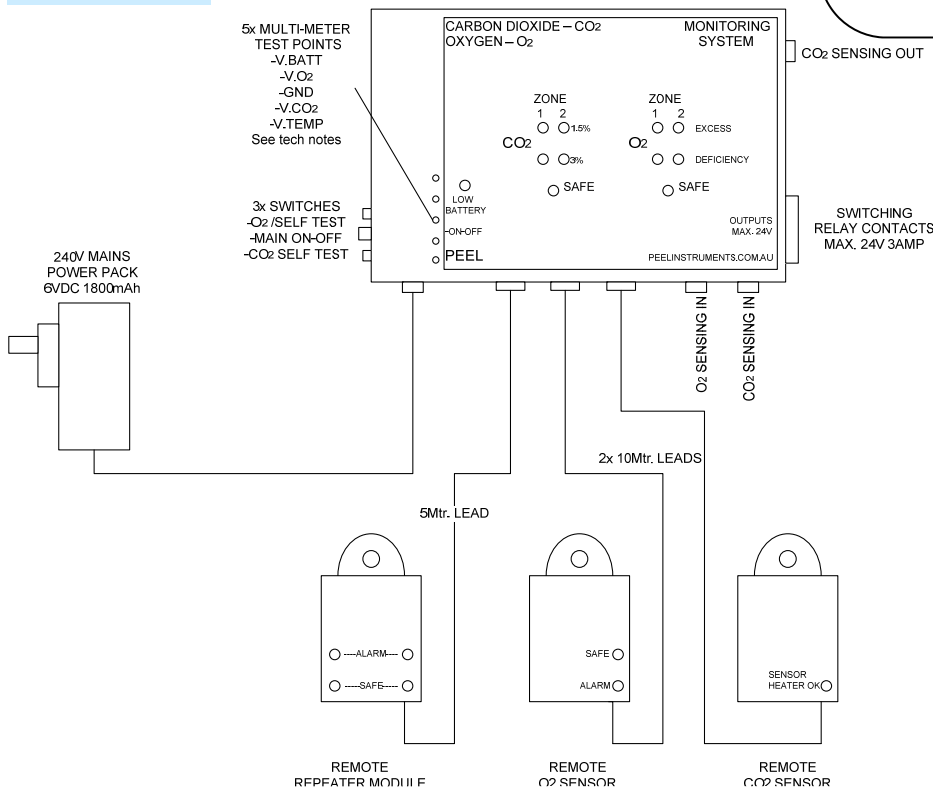 5x MULTI-METER
TEST POINTS
-V.BATT
-V.O2
-GND
-V.CO2
-V.TEMP
See tech notes
CARBON DIOXIDE – CO2
OXYGEN – O2
MONITORING
SYSTEM
CO2 SENSING OUT
ZONE
1 2
CO2
1.5%
3%
SAFE
ZONE
1 2
O2
EXCESS
DEFICIENCY
SAFE
LOW
BATTERY
-ON-OFF
PEEL
OUTPUTS
MAX. 24V
PEELINSTRUMENTS.COM.AU
3x SWITCHES
-O2 /SELF TEST
-MAIN ON-OFF
-CO2 SELF TEST
SWITCHING
RELAY CONTACTS
MAX. 24V 3AMP
240V MAINS
POWER PACK
6VDC 1800mAh
O2 SENSING IN
CO2 SENSING IN
2x 10Mtr. LEADS
5Mtr. LEAD
----ALARM----
----SAFE----
SAFE
ALARM
SENSOR
HEATER OK
REMOTE
REPEATER MODULE
REMOTE
O2 SENSOR
REMOTE
CO2 SENSOR